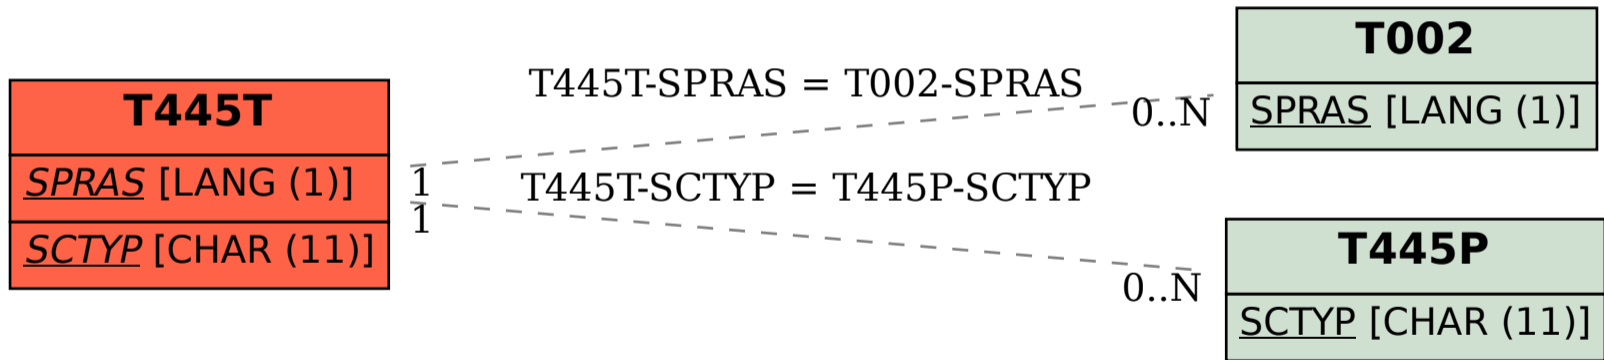 T445T
SPRAS [LANG (1)]
SCTYP [CHAR (11)]
T445T-SPRAS = T002-SPRAS
1
0..N
T445T-SCTYP = T445P-SCTYP
1
0..N
T002
SPRAS [LANG (1)]
T445P
SCTYP [CHAR (11)]